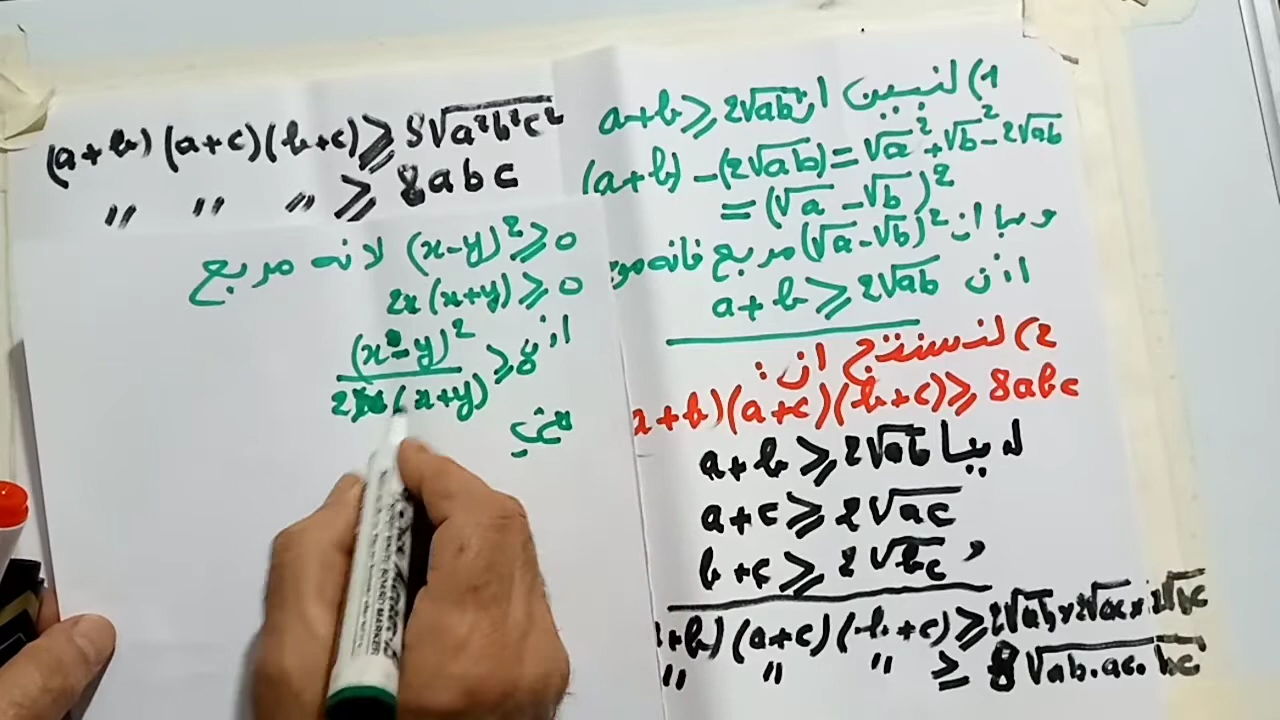 1) لنبين ان a+b ≥ 2√ab
(a+b) - (2√ab) = √a² + √b² - 2√ab
= (√a - √b)²
وبما ان (√a-√b)² مربع فانه
اذن a+b ≥ 2√ab
2) لنستنتج ان:
a+b)(a+c)(b+c) ≥ 8abc
لدينا a+b ≥ 2√ab
a+c ≥ 2√ac
و b+c ≥ 2√bc
+b)(a+c)(b+c) ≥ 2√ab × 2√ac × 2√bc
〃 〃 〃 ≥ 8√ab.ac.bc
(a+b)(a+c)(b+c) ≥ 8√a²b²c²
〃 〃 〃 ≥ 8abc
(x-y)² ≥ 0 لانه مربع
2x(x+y) ≥ 0
اذن (x-y)²/2x(x+y) ≥ 0